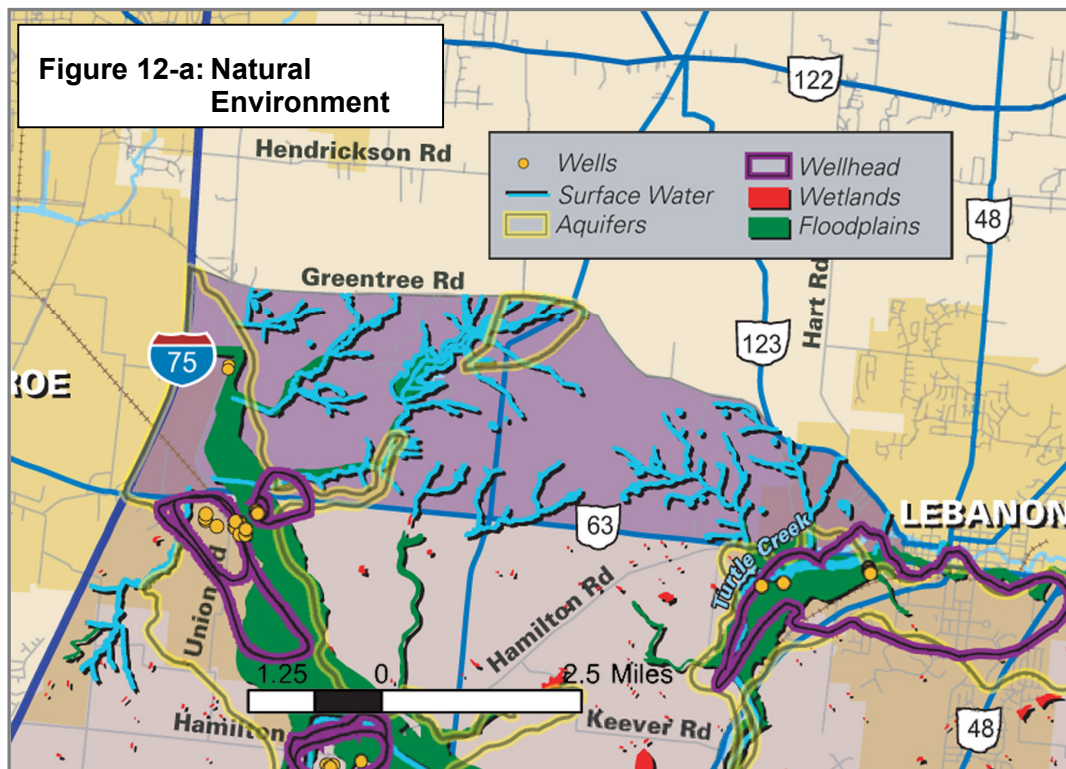 Figure 12-a: Natural
Environment
122
Hendrickson Rd
Wells
Wellhead
Surface Water
Wetlands
Aquifers
Floodplains
48
Greentree Rd
Hart Rd
123
75
ROE
LEBANON
63
Turtle Creek
Union Rd
Hamilton Rd
1.25 0 2.5 Miles
Hamilton
Keever Rd
48